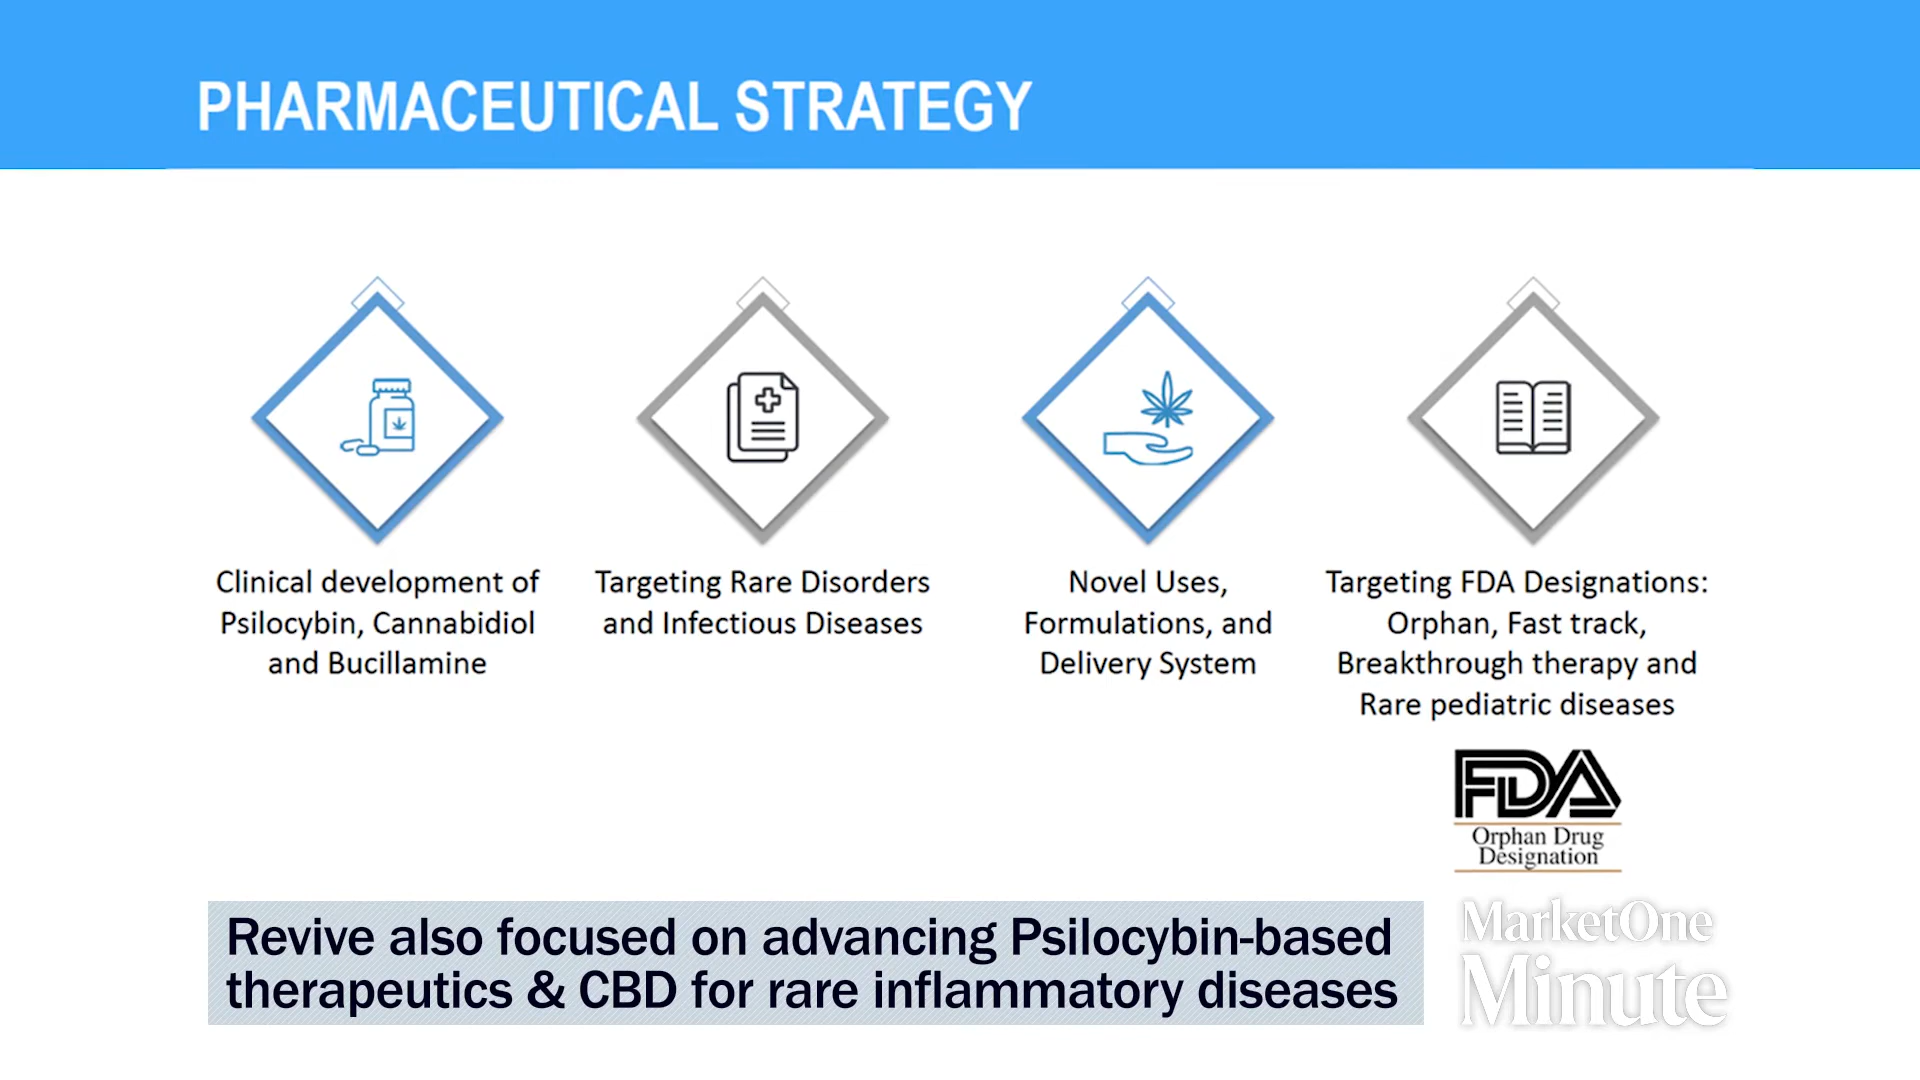 PHARMACEUTICAL STRATEGY
Clinical development of
Psilocybin, Cannabidiol
and Bucillamine
Targeting Rare Disorders
and Infectious Diseases
Novel Uses,
Formulations, and
Delivery System
Targeting FDA Designations:
Orphan, Fast track,
Breakthrough therapy and
Rare pediatric diseases
FDA
Orphan Drug
Designation
Revive also focused on advancing Psilocybin-based
therapeutics & CBD for rare inflammatory diseases
MarketOne
Minute